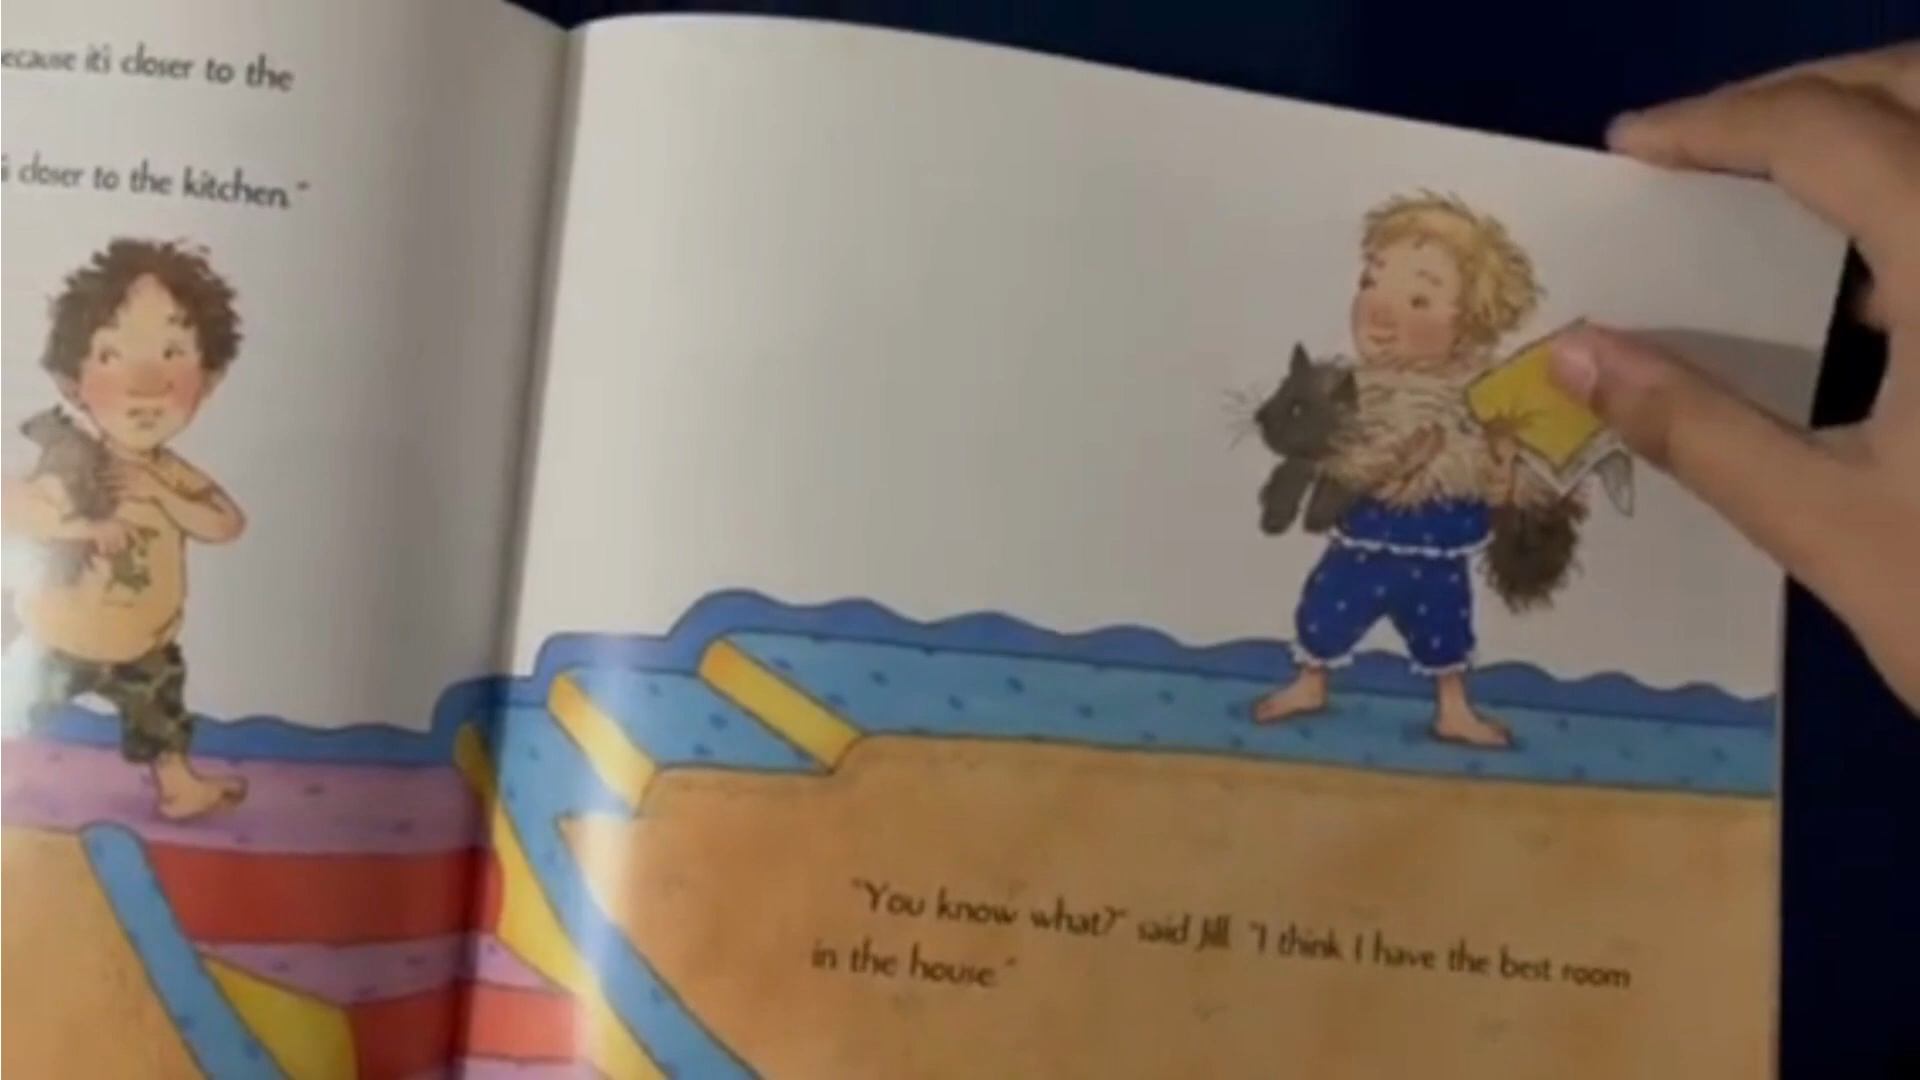 ecause it's closer to the
s closer to the kitchen."
"You know what?" said Jill. "I think I have the best room
in the house."